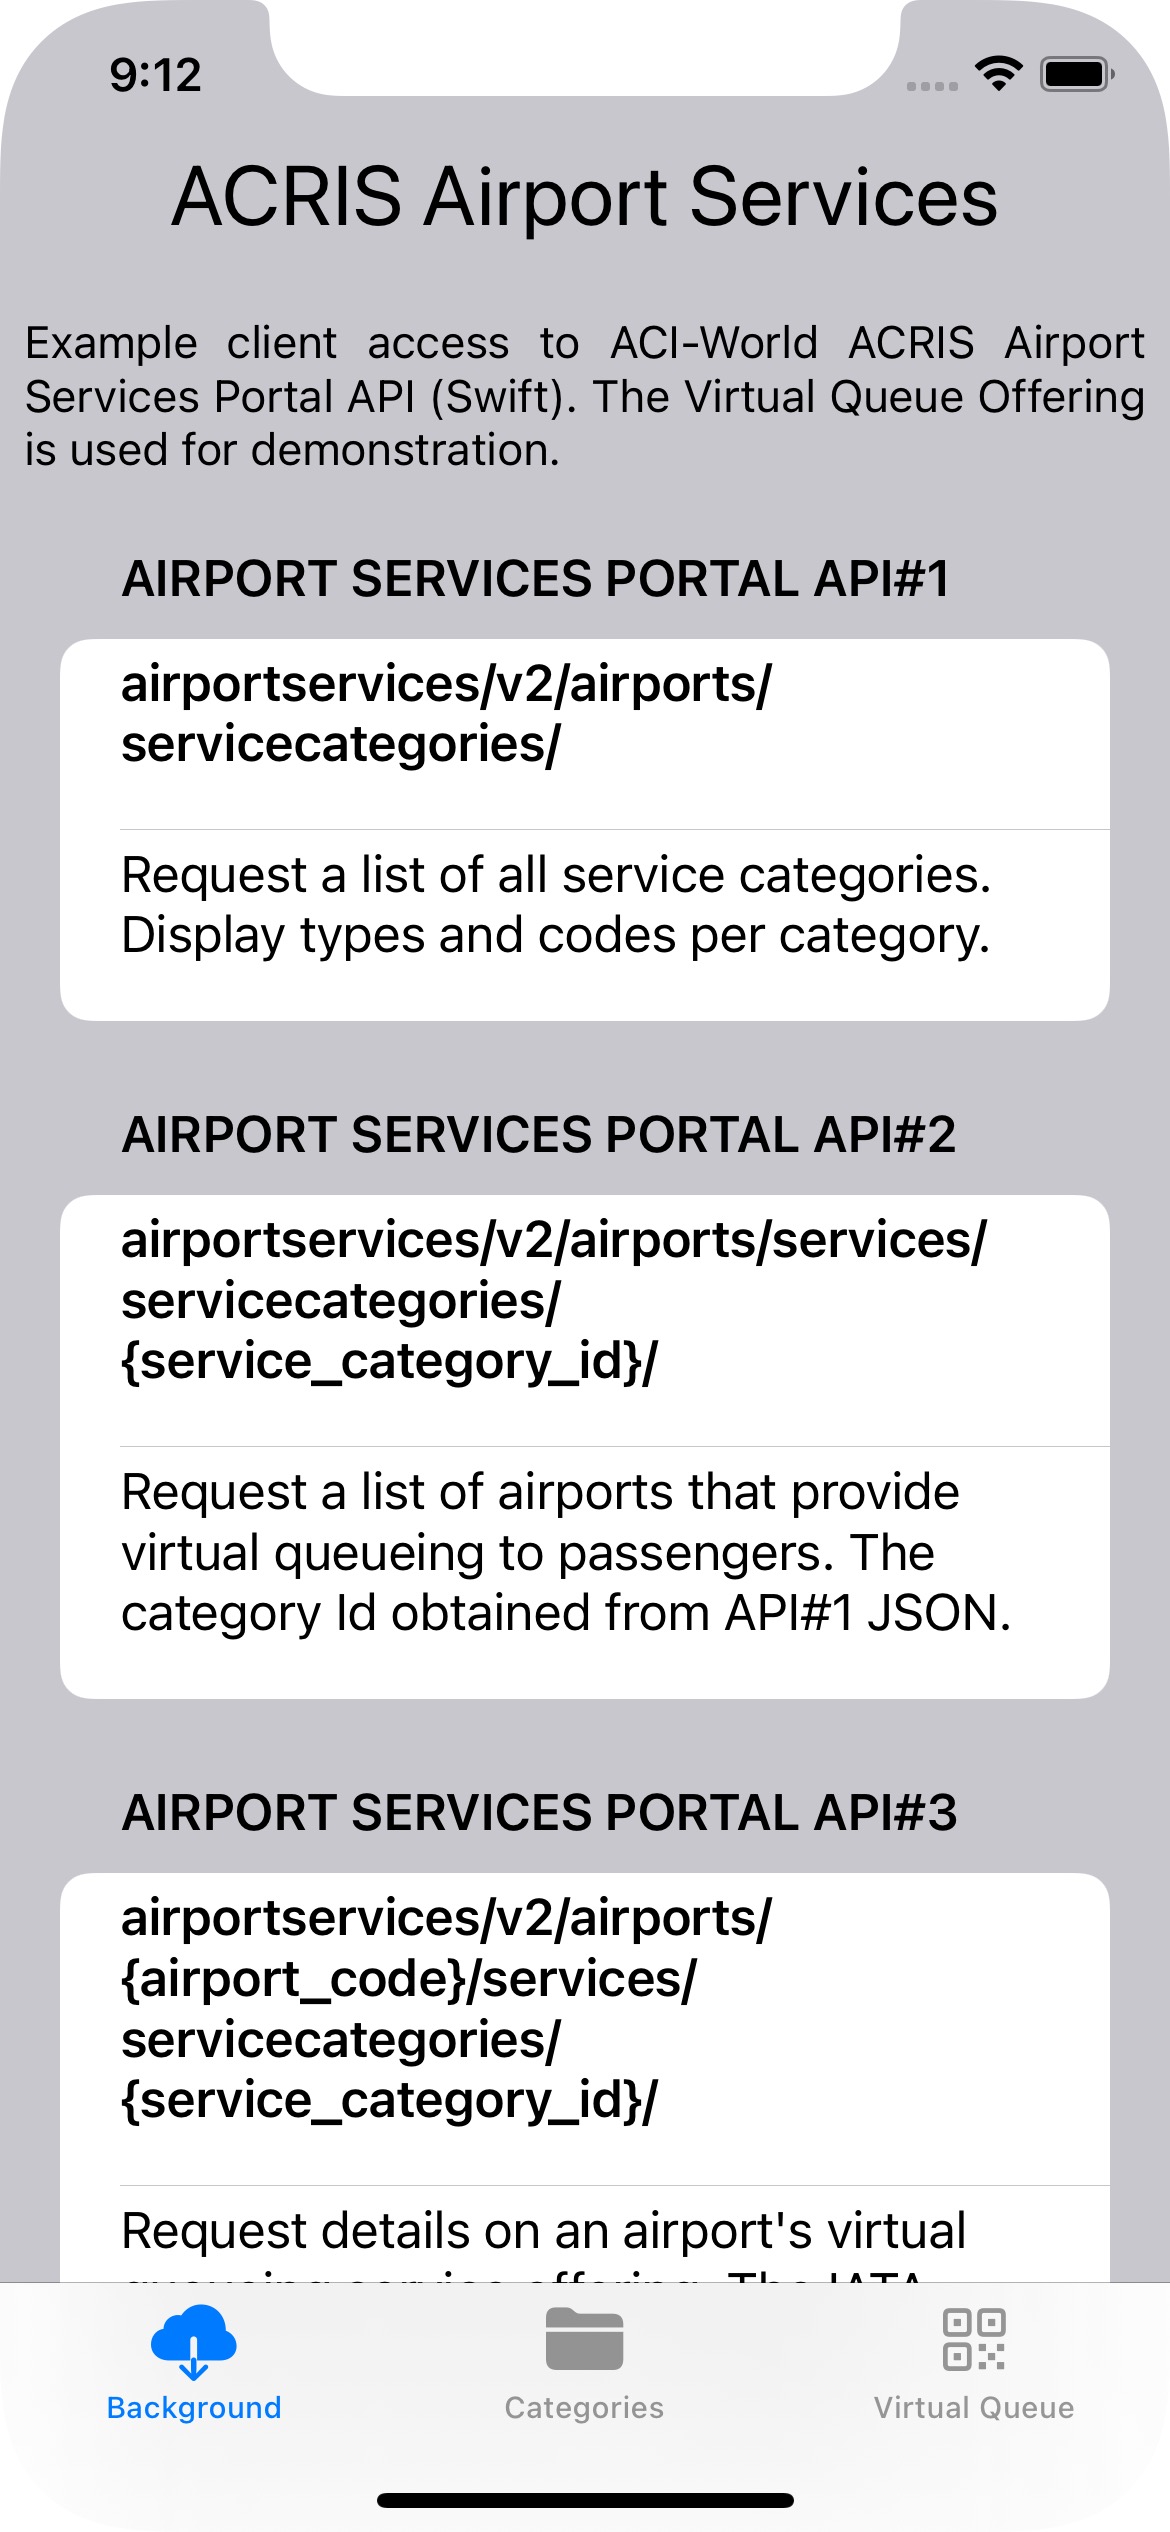 9:12
ACRIS Airport Services
Example client access to ACI-World ACRIS Airport
Services Portal API (Swift). The Virtual Queue Offering
is used for demonstration.
AIRPORT SERVICES PORTAL API#1
airportservices/v2/airports/
servicecategories/
Request a list of all service categories.
Display types and codes per category.
AIRPORT SERVICES PORTAL API#2
airportservices/v2/airports/services/
servicecategories/
{service_category_id}/
Request a list of airports that provide
virtual queueing to passengers. The
category Id obtained from API#1 JSON.
AIRPORT SERVICES PORTAL API#3
airportservices/v2/airports/
{airport_code}/services/
servicecategories/
{service_category_id}/
Request details on an airport's virtual
queueing service offering. The IATA
Background
Categories
Virtual Queue